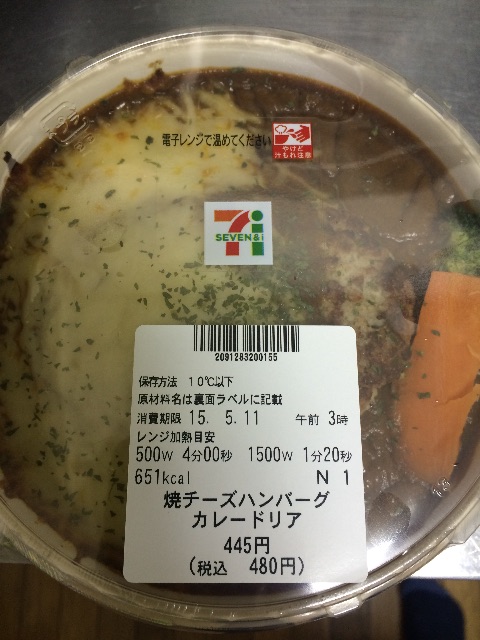 電子レンジで温めてください
やけど
汁もれ注意
SEVEN&i
2091283200155
保存方法 10℃以下
原材料名は裏面ラベルに記載
消費期限 15. 5.11 午前 3時
レンジ加熱目安
500W 4分00秒 1500W 1分20秒
651kcal N 1
焼チーズハンバーグ
カレードリア
445円
(税込 480円)